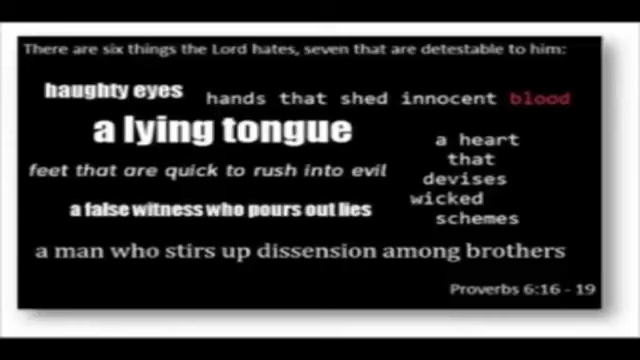 There are six things the Lord hates, seven that are detestable to him:
haughty eyes
hands that shed innocent blood
a lying tongue
feet that are quick to rush into evil
a heart
that
devises
wicked
schemes
a false witness who pours out lies
a man who stirs up dissension among brothers
Proverbs 6:16 - 19